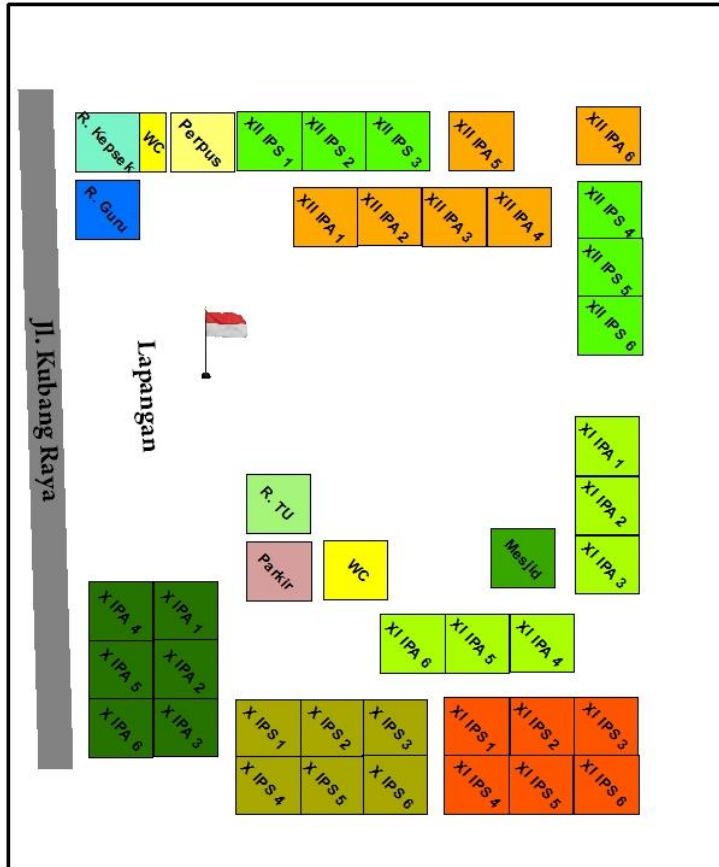 R. Kepsek
WC
Perpus
XII IPS 1
XII IPS 2
XII IPS 3
XII IPA 5
XII IPA 6
R. Guru
XII IPA 1
XII IPA 2
XII IPA 3
XII IPA 4
XII IPS 4
XII IPS 5
XII IPS 6
Jl. Kubang Raya
Lapangan
XI IPA 1
XI IPA 2
XI IPA 3
R. TU
Parkir
WC
Mesjid
X IPA 4
X IPA 1
X IPA 5
X IPA 2
X IPA 6
X IPA 3
XI IPA 6
XI IPA 5
XI IPA 4
X IPS 1
X IPS 2
X IPS 3
X IPS 4
X IPS 5
X IPS 6
XI IPS 1
XI IPS 2
XI IPS 3
XI IPS 4
XI IPS 5
XI IPS 6